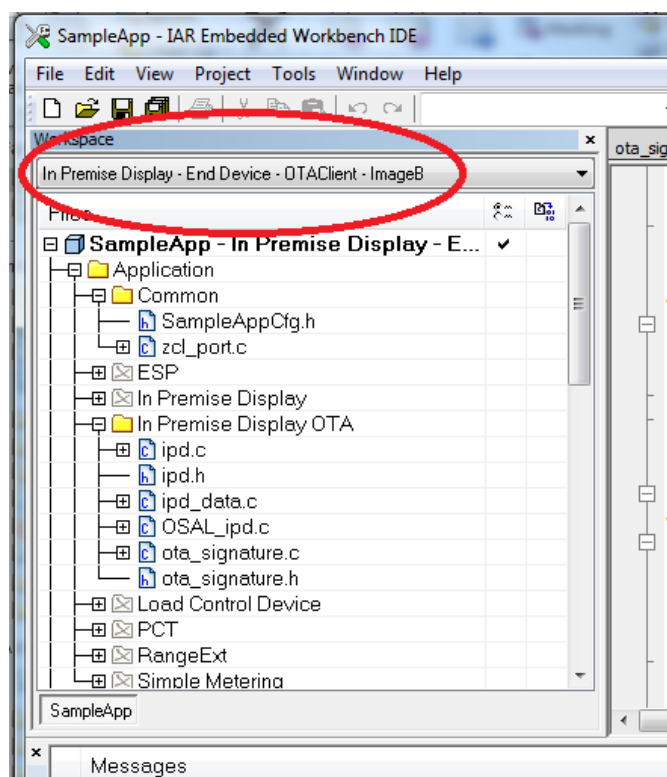 SampleApp - IAR Embedded Workbench IDE
File Edit View Project Tools Window Help
Workspace
ota_sig
In Premise Display - End Device - OTAClient - ImageB
Files
SampleApp - In Premise Display - E...
Application
Common
SampleAppCfg.h
zcl_port.c
ESP
In Premise Display
In Premise Display OTA
ipd.c
ipd.h
ipd_data.c
OSAL_ipd.c
ota_signature.c
ota_signature.h
Load Control Device
PCT
RangeExt
Simple Metering
SampleApp
Messages